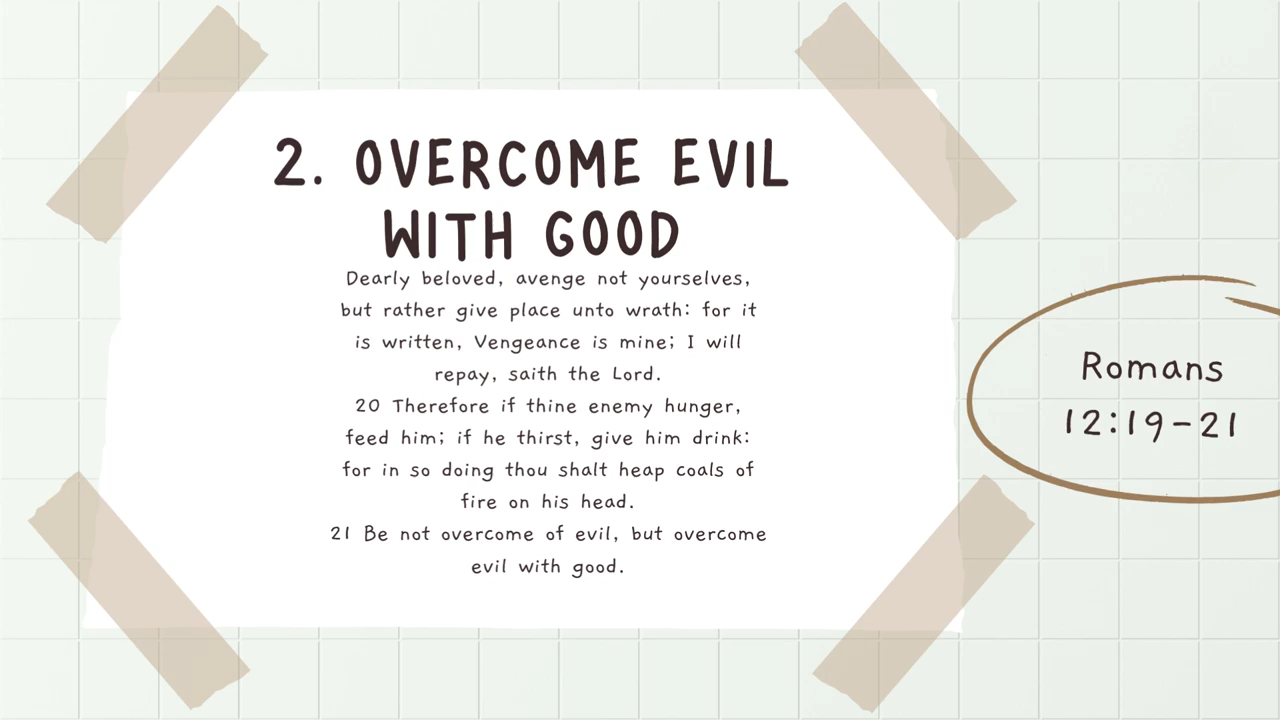 2. OVERCOME EVIL
WITH GOOD
Dearly beloved, avenge not yourselves,
but rather give place unto wrath: for it
is written, Vengeance is mine; I will
repay, saith the Lord.
20 Therefore if thine enemy hunger,
feed him; if he thirst, give him drink:
for in so doing thou shalt heap coals of
fire on his head.
21 Be not overcome of evil, but overcome
evil with good.
Romans
12:19-21